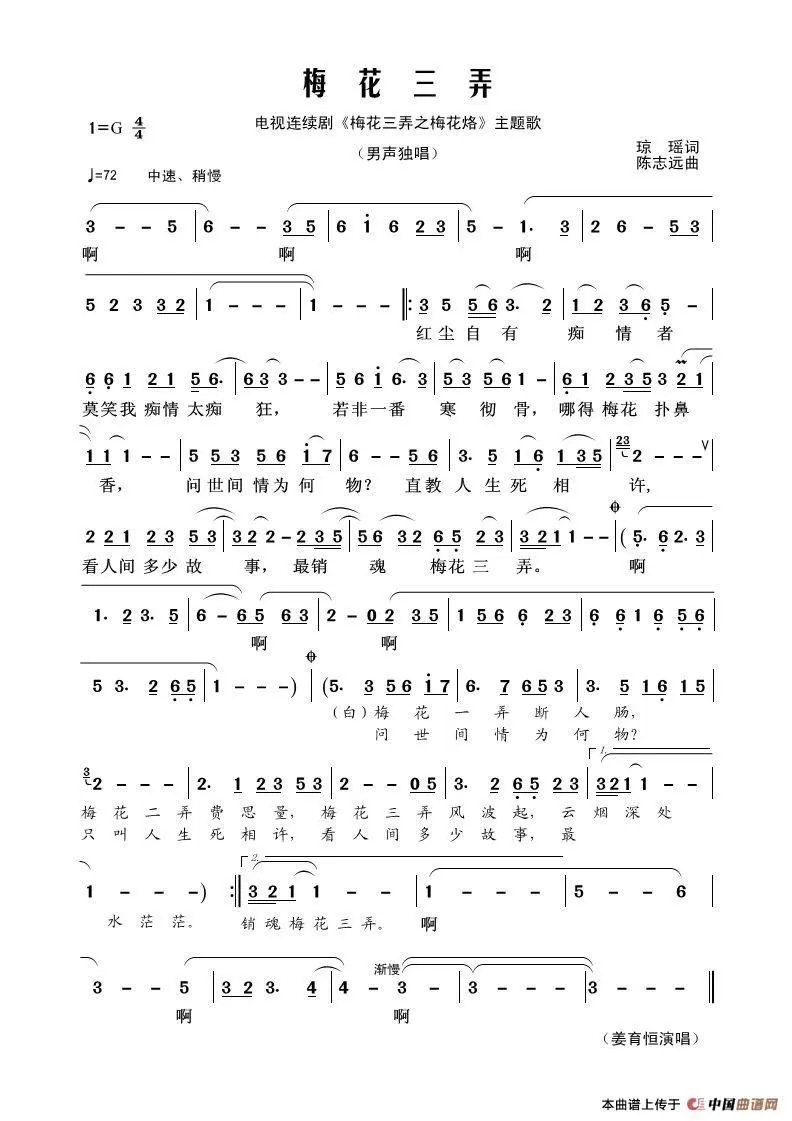 梅花三弄
1=G 4/4
电视连续剧《梅花三弄之梅花烙》主题歌
（男声独唱）
琼 瑶词
陈志远曲
♩=72 中速、稍慢
3 - - 5 | 6 - - 3 5 | 6 1 6 2 3 | 5 - 1. 3 | 2 6 - 5 3 |
啊 啊 啊
5 2 3 3 2 | 1 - - - | 1 - - - ‖: 3 5 5 6 3. 2 | 1 2 3 6 5 - |
红尘自有 痴情者
6 6 1 2 1 5 6. | 6 3 3 - - | 5 6 1 6. 3 | 5 3 5 6 1 - | 6 1 2 3 5 3 2 1 |
莫笑我 痴情太痴 狂， 若非一番 寒彻骨， 哪得梅花 扑鼻
1 1 1 - - | 5 5 3 5 6 1 7 | 6 - - 5 6 | 3. 5 1 6 1 3 5 | 23 2 - - - ∨
香， 问世间情为何 物？ 直教人生死相 许，
2 2 1 2 3 5 3 | 3 2 2 - 2 3 5 | 5 6 3 2 6 5 2 3 | 3 2 1 1 - - | (5. 6 2. 3
看人间多少故 事， 最销 魂 梅花三 弄。 啊
1. 2 3. 5 | 6 - 6 5 6 3 | 2 - 0 2 3 5 | 1 5 6 6 2 3 | 6 6 1 6 5 6 |
啊 啊
5 3. 2 6 5 | 1 - - - ) | (5. 3 5 6 1 7 | 6. 7 6 5 3 | 3. 5 1 6 1 5 |
（白）梅 花 一 弄 断 人 肠，
问 世 间 情 为 何 物？
3 2 - - - | 2. 1 2 3 5 3 | 2 - - 0 5 | 3. 2 6 5 2 3 | 1. 3 2 1 1 - - |
梅 花 二 弄 费 思 量， 梅 花 三 弄 风 波 起， 云 烟 深 处
只 叫 人 生 死 相 许， 看 人 间 多 少 故 事， 最
1 - - - ) :‖ 2. 3 2 1 1 - - | 1 - - - | 5 - - 6 |
水 茫 茫。 销 魂 梅 花 三 弄。 啊
渐慢
3 - - 5 | 3 2 3. 4 | 4 - 3 - | 3 - - - | 3 - - - ‖
啊 啊
（姜育恒演唱）
本曲谱上传于 中国曲谱网